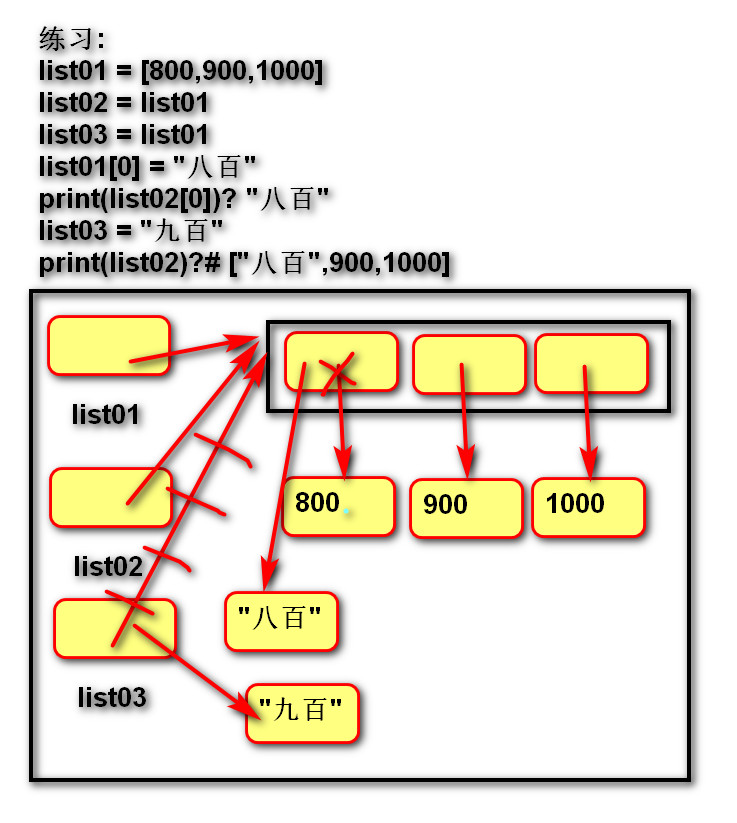 练习:
list01 = [800,900,1000]
list02 = list01
list03 = list01
list01[0] = "八百"
print(list02[0])? "八百"
list03 = "九百"
print(list02)?# ["八百",900,1000]
list01
800
900
1000
list02
"八百"
list03
"九百"